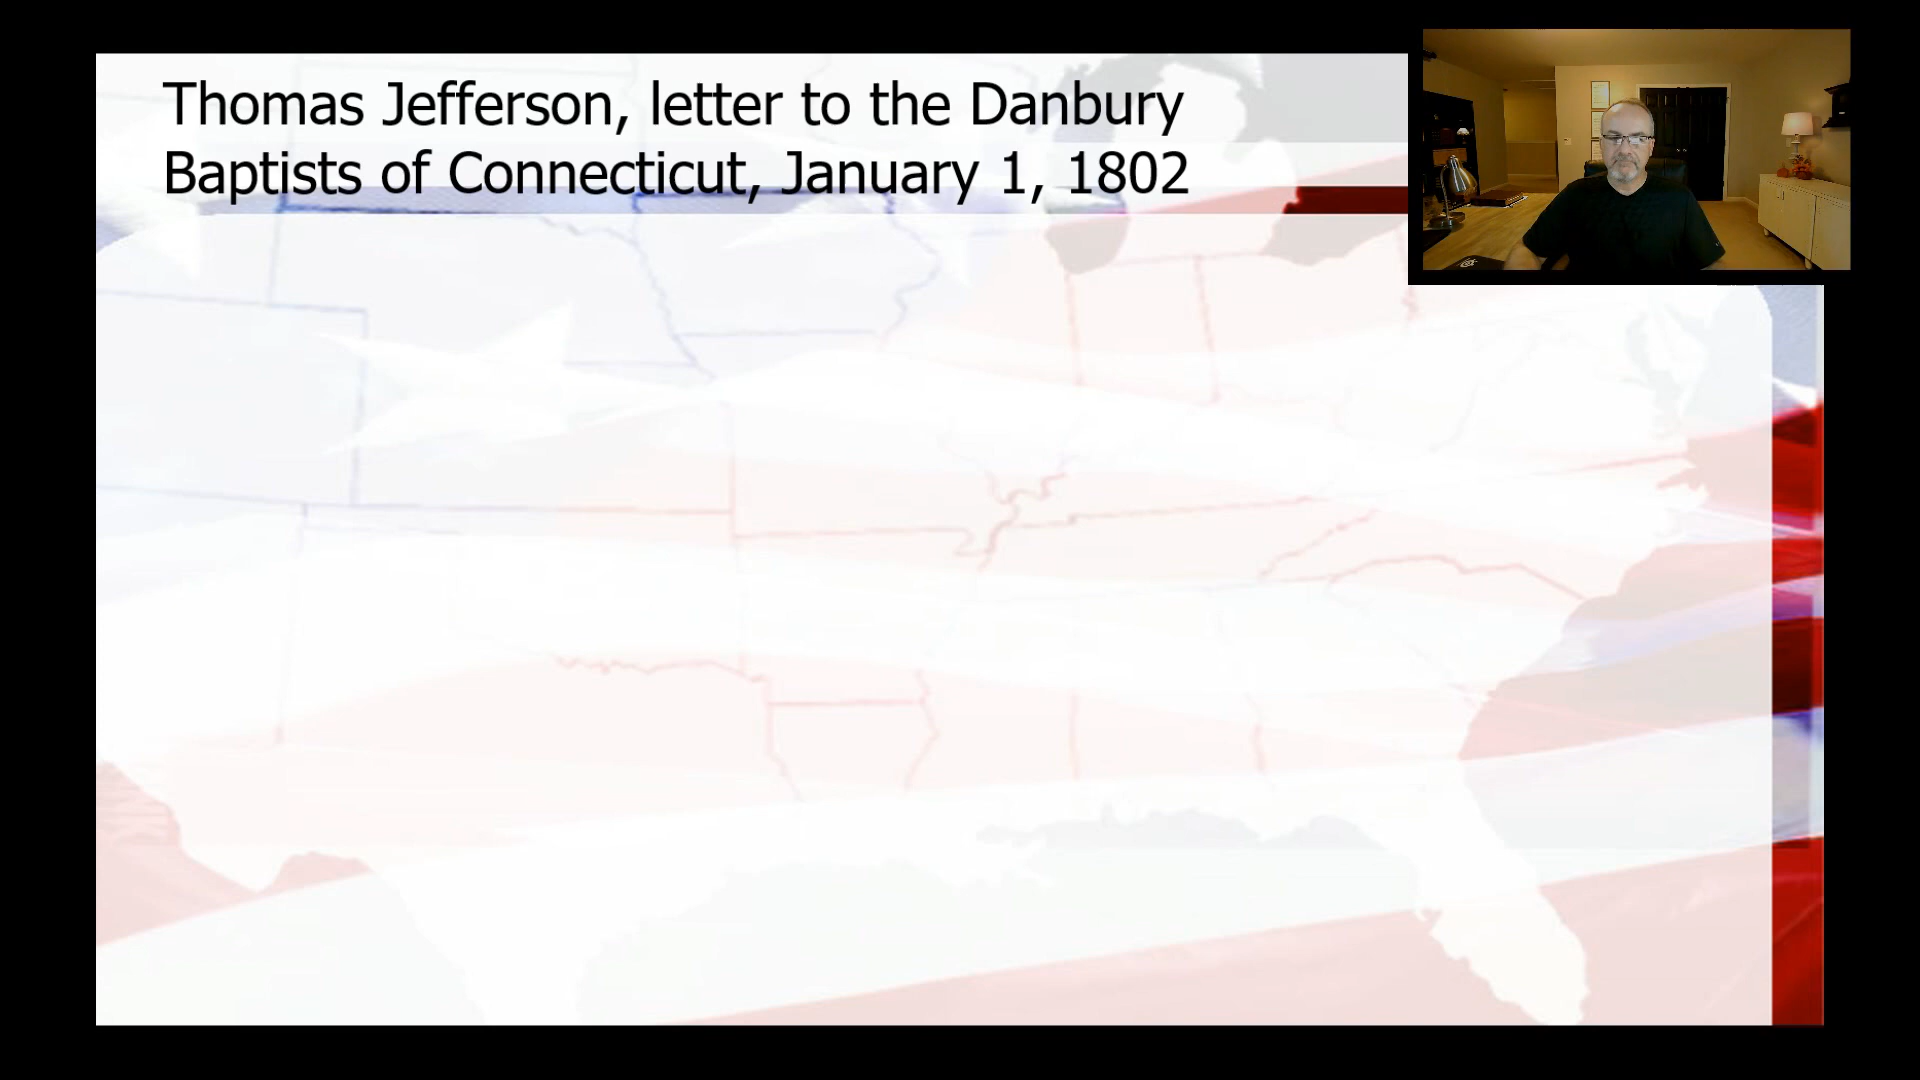 Thomas Jefferson, letter to the Danbury
Baptists of Connecticut, January 1, 1802